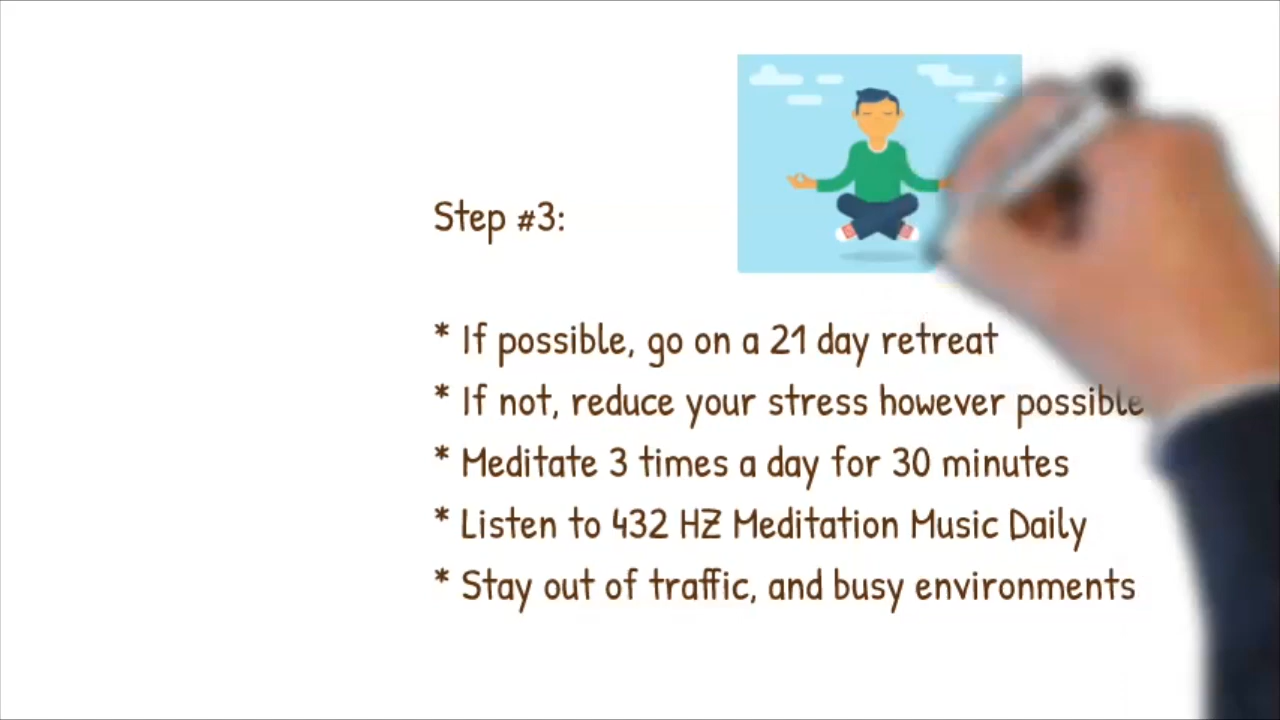 Step #3:
* If possible, go on a 21 day retreat
* If not, reduce your stress however possible
* Meditate 3 times a day for 30 minutes
* Listen to 432 HZ Meditation Music Daily
* Stay out of traffic, and busy environments